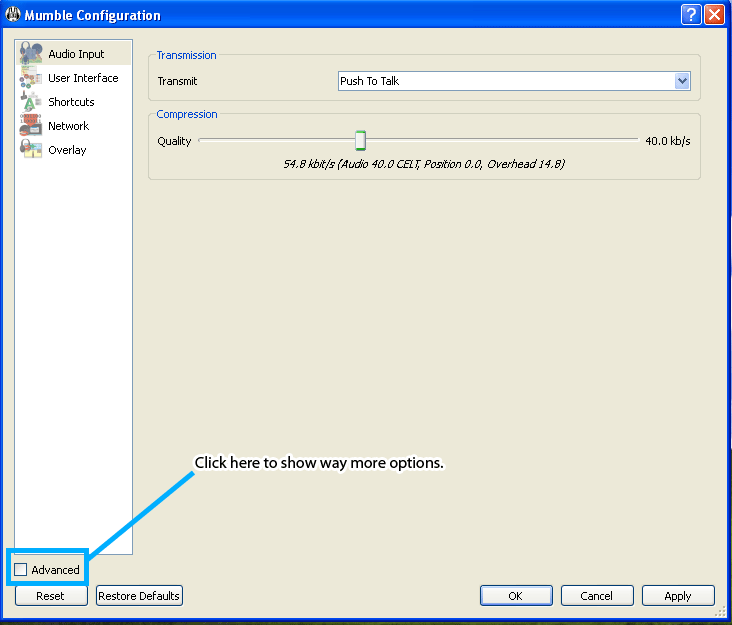 Mumble Configuration
Audio Input
User Interface
Shortcuts
Network
Overlay
Transmission
Transmit
Push To Talk
Compression
Quality
40.0 kb/s
54.8 kbit/s (Audio 40.0 CELT, Position 0.0, Overhead 14.8)
Click here to show way more options.
Advanced
Reset
Restore Defaults
OK
Cancel
Apply